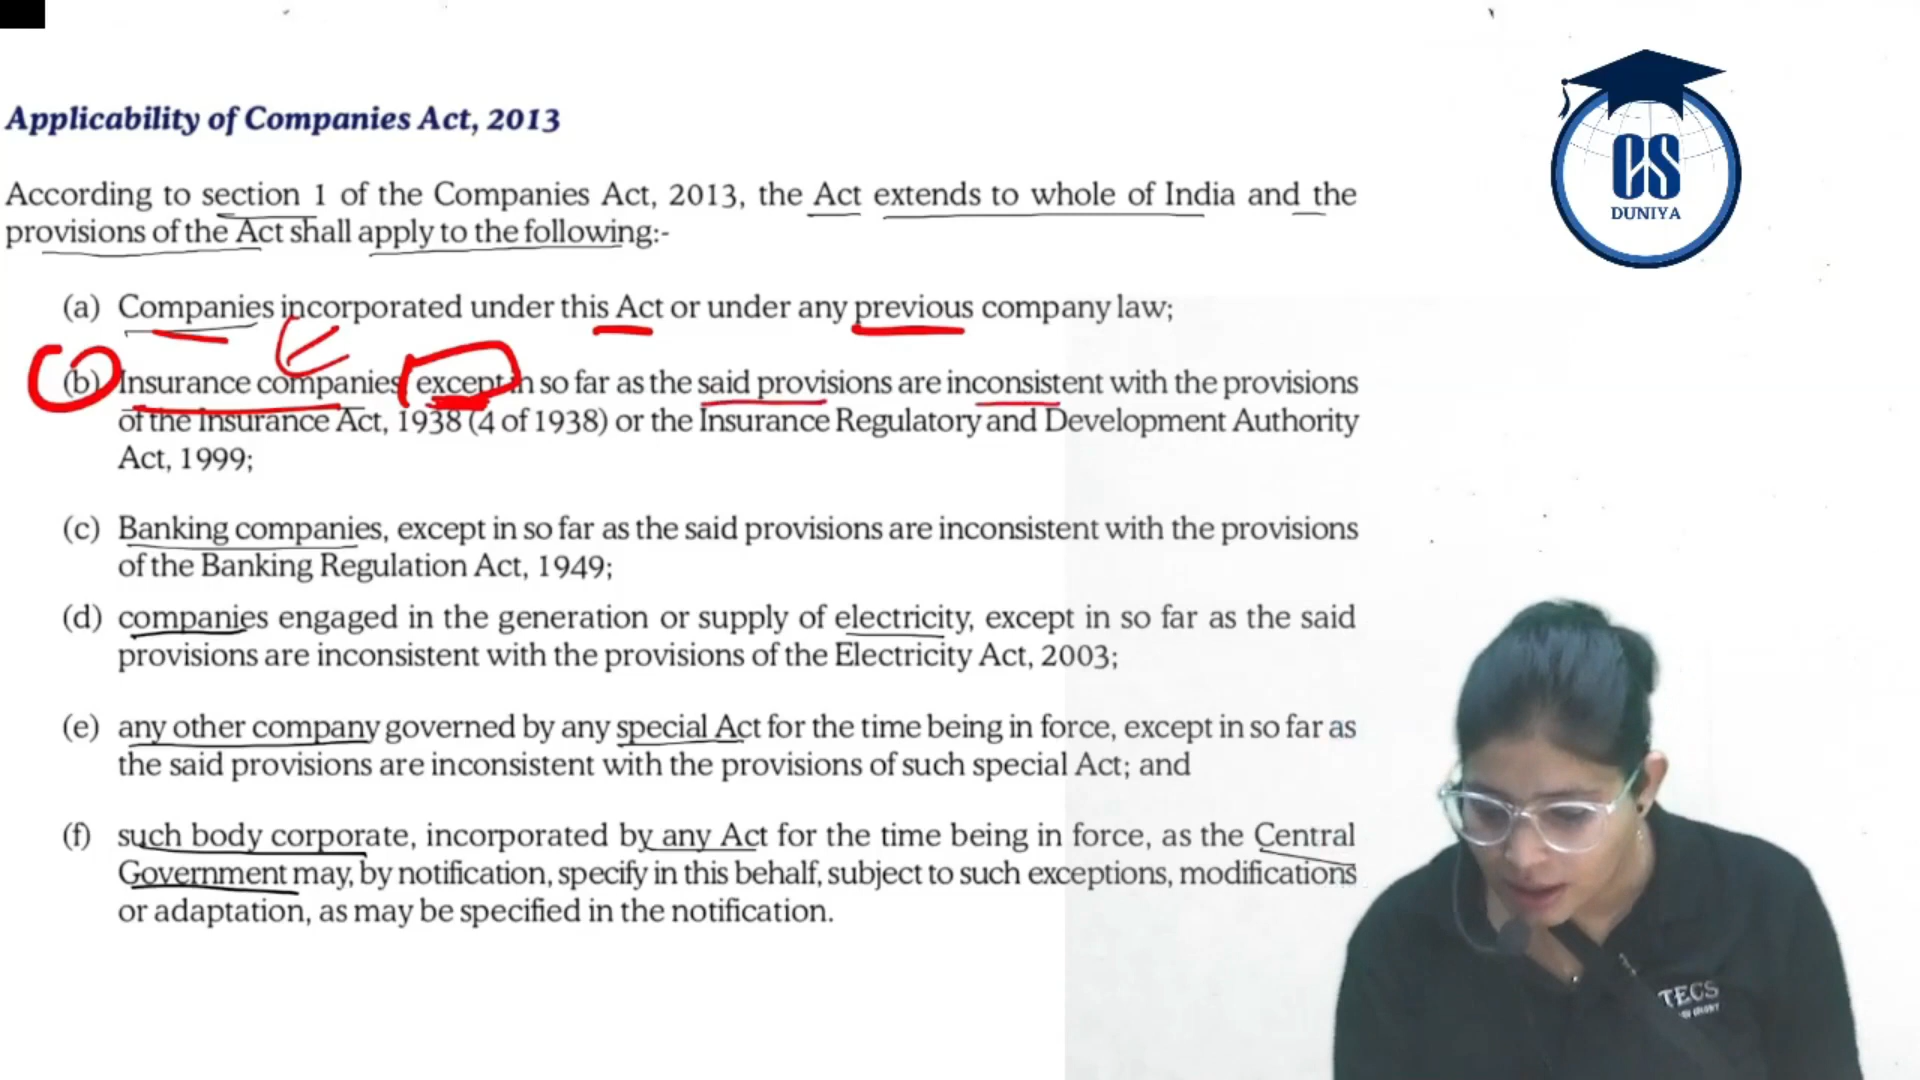 Applicability of Companies Act, 2013
According to section 1 of the Companies Act, 2013, the Act extends to whole of India and the
provisions of the Act shall apply to the following:-
(a) Companies incorporated under this Act or under any previous company law;
(b) Insurance companies, except in so far as the said provisions are inconsistent with the provisions
of the Insurance Act, 1938 (4 of 1938) or the Insurance Regulatory and Development Authority
Act, 1999;
(c) Banking companies, except in so far as the said provisions are inconsistent with the provisions
of the Banking Regulation Act, 1949;
(d) companies engaged in the generation or supply of electricity, except in so far as the said
provisions are inconsistent with the provisions of the Electricity Act, 2003;
(e) any other company governed by any special Act for the time being in force, except in so far as
the said provisions are inconsistent with the provisions of such special Act; and
(f) such body corporate, incorporated by any Act for the time being in force, as the Central
Government may, by notification, specify in this behalf, subject to such exceptions, modifications
or adaptation, as may be specified in the notification.
CS
DUNIYA
TECS